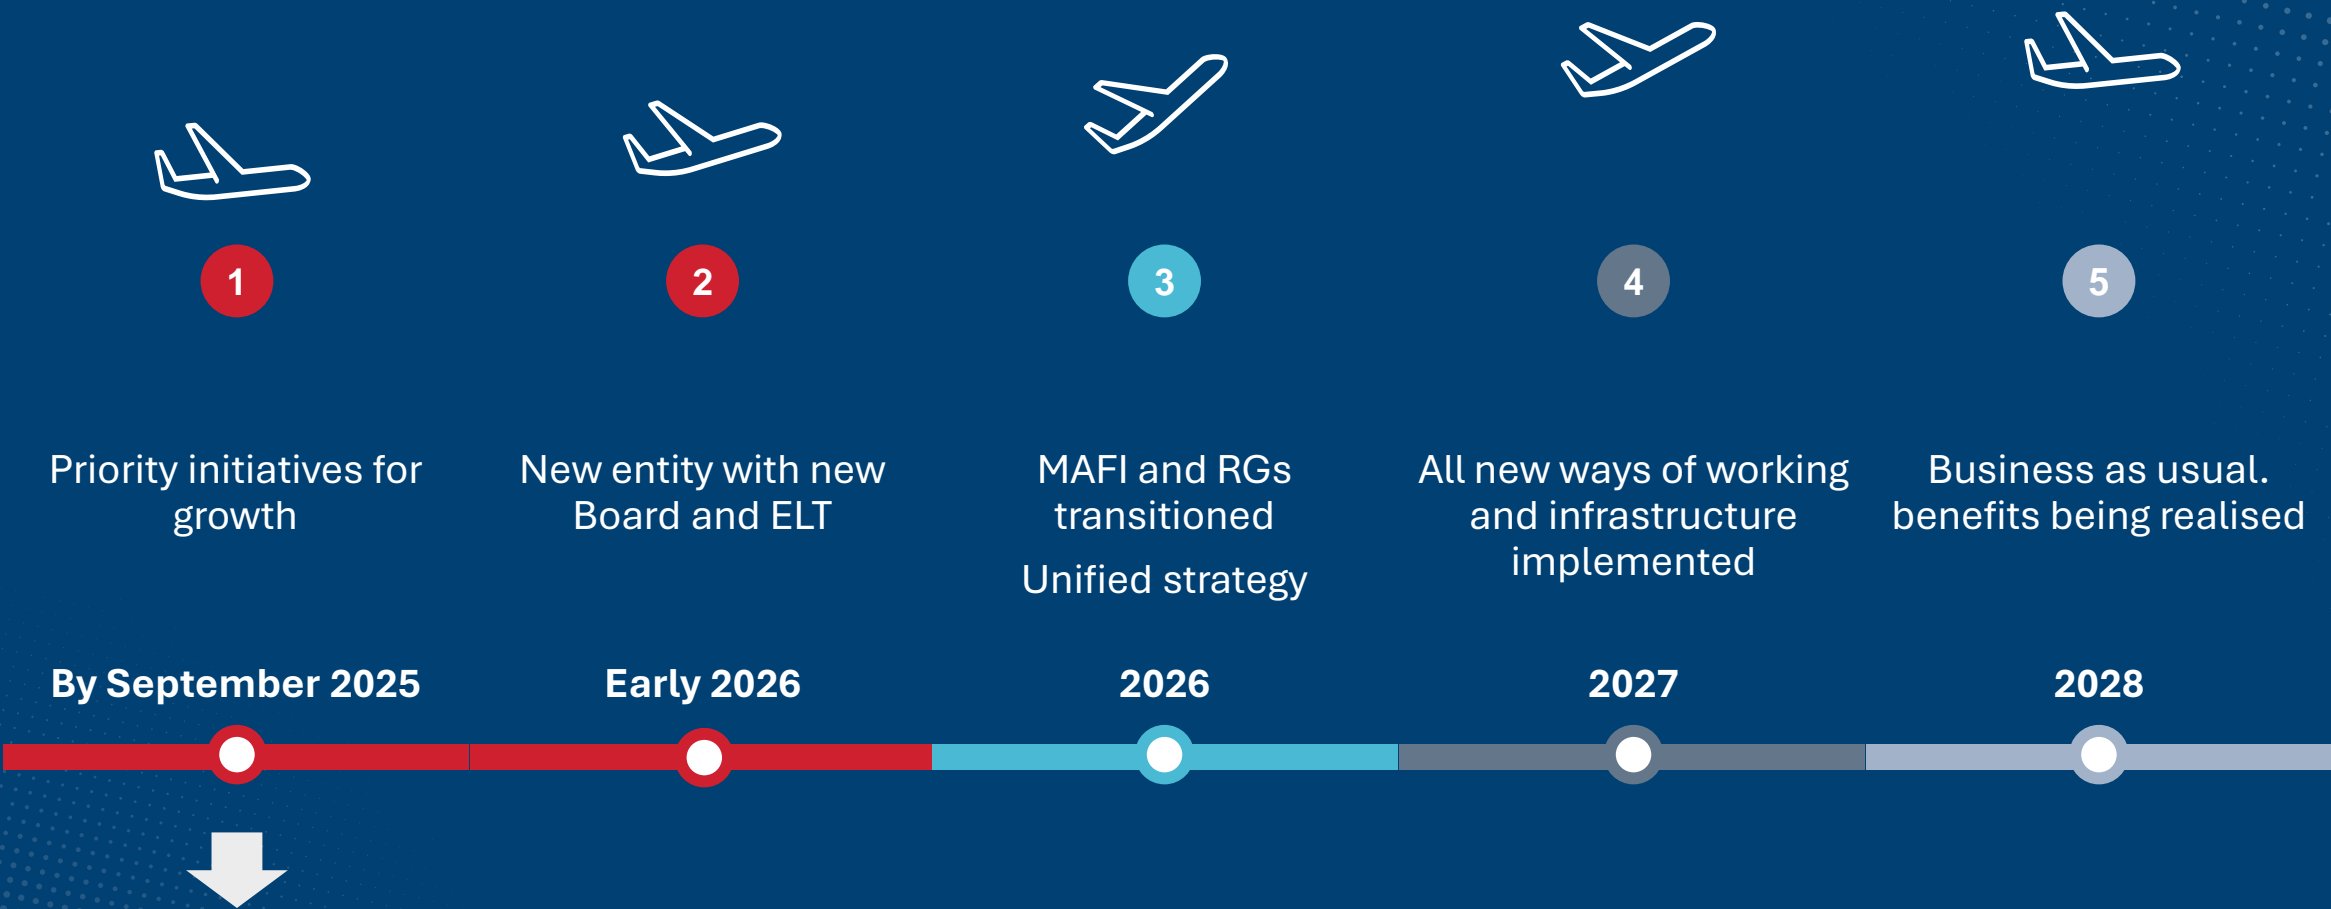 1
2
3
4
5
Priority initiatives for
growth
New entity with new
Board and ELT
MAFI and RGs
transitioned
Unified strategy
All new ways of working
and infrastructure
implemented
Business as usual.
benefits being realised
By September 2025
Early 2026
2026
2027
2028